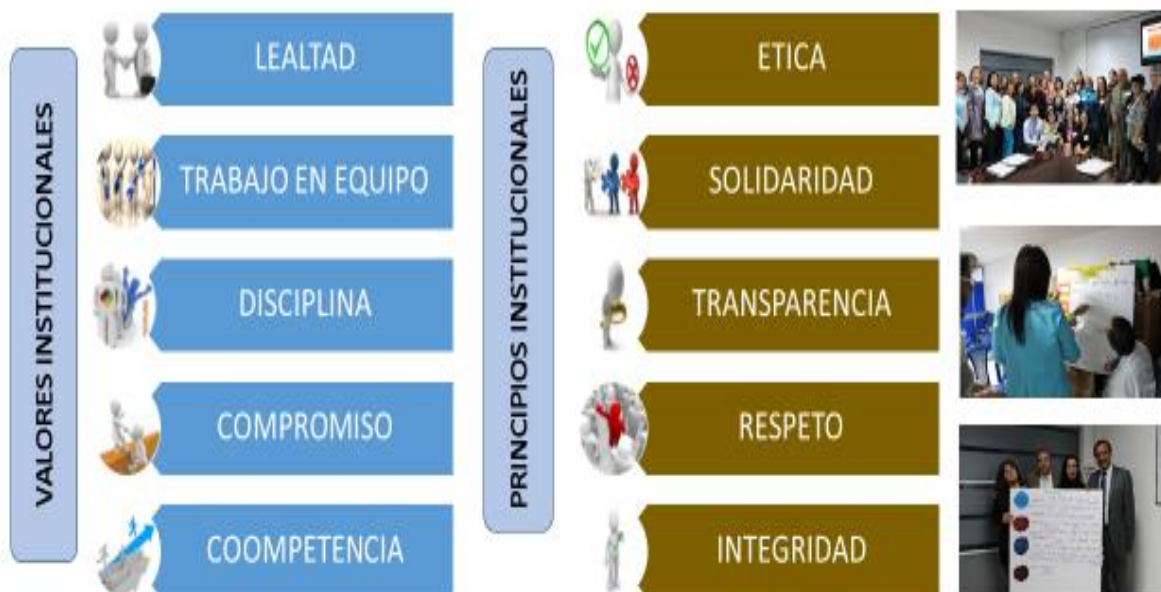 VALORES INSTITUCIONALES
LEALTAD
TRABAJO EN EQUIPO
DISCIPLINA
COMPROMISO
COOMPETENCIA
PRINCIPIOS INSTITUCIONALES
ETICA
SOLIDARIDAD
TRANSPARENCIA
RESPETO
INTEGRIDAD